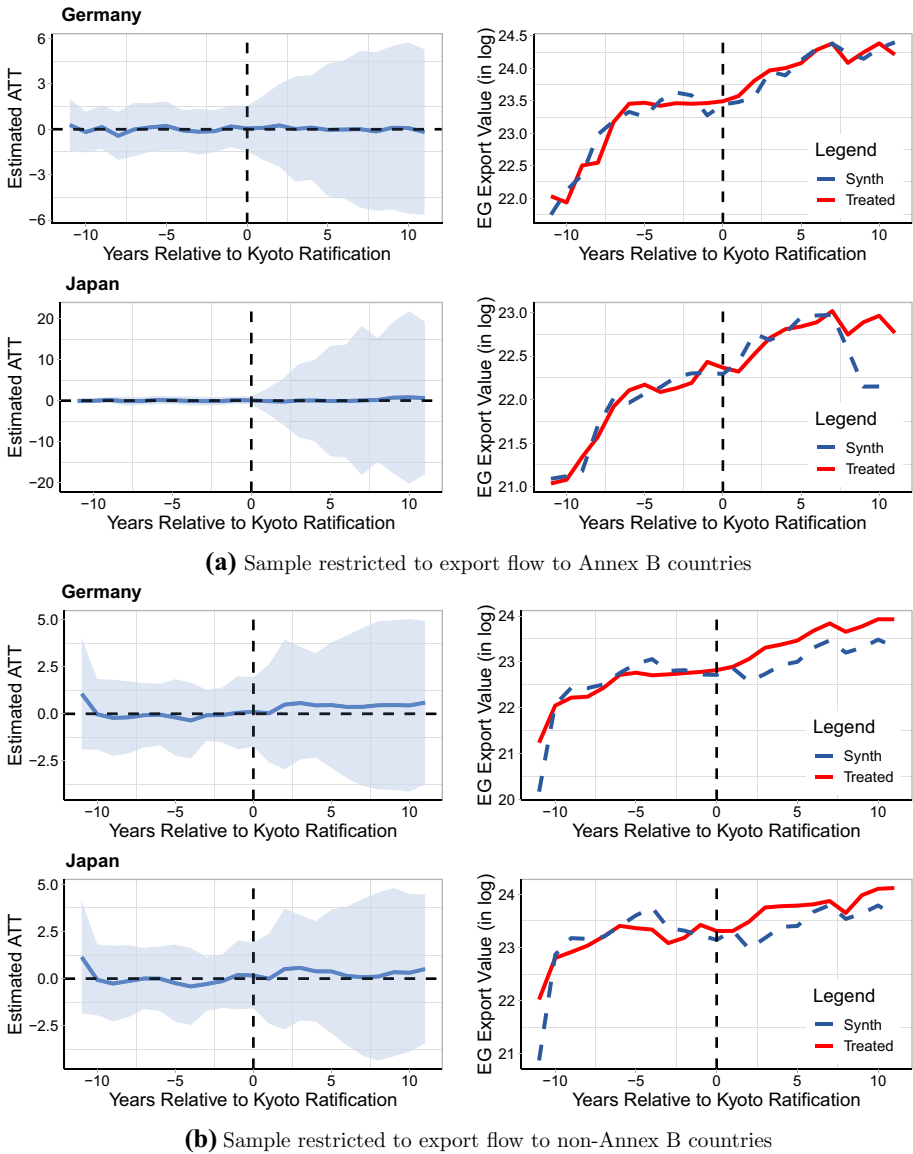 Germany
Estimated ATT
6
3
0
−3
−6
−10 −5 0 5 10
Years Relative to Kyoto Ratification
EG Export Value (in log)
24.5
24.0
23.5
23.0
22.5
22.0
Legend
Synth
Treated
−10 −5 0 5 10
Years Relative to Kyoto Ratification
Japan
Estimated ATT
20
10
0
−10
−20
−10 −5 0 5 10
Years Relative to Kyoto Ratification
EG Export Value (in log)
23.0
22.5
22.0
21.5
21.0
Legend
Synth
Treated
−10 −5 0 5 10
Years Relative to Kyoto Ratification
(a) Sample restricted to export flow to Annex B countries
Germany
Estimated ATT
5.0
2.5
0.0
−2.5
−10 −5 0 5 10
Years Relative to Kyoto Ratification
EG Export Value (in log)
24
23
22
21
20
Legend
Synth
Treated
−10 −5 0 5 10
Years Relative to Kyoto Ratification
Japan
Estimated ATT
5.0
2.5
0.0
−2.5
−10 −5 0 5 10
Years Relative to Kyoto Ratification
EG Export Value (in log)
24
23
22
21
Legend
Synth
Treated
−10 −5 0 5 10
Years Relative to Kyoto Ratification
(b) Sample restricted to export flow to non-Annex B countries